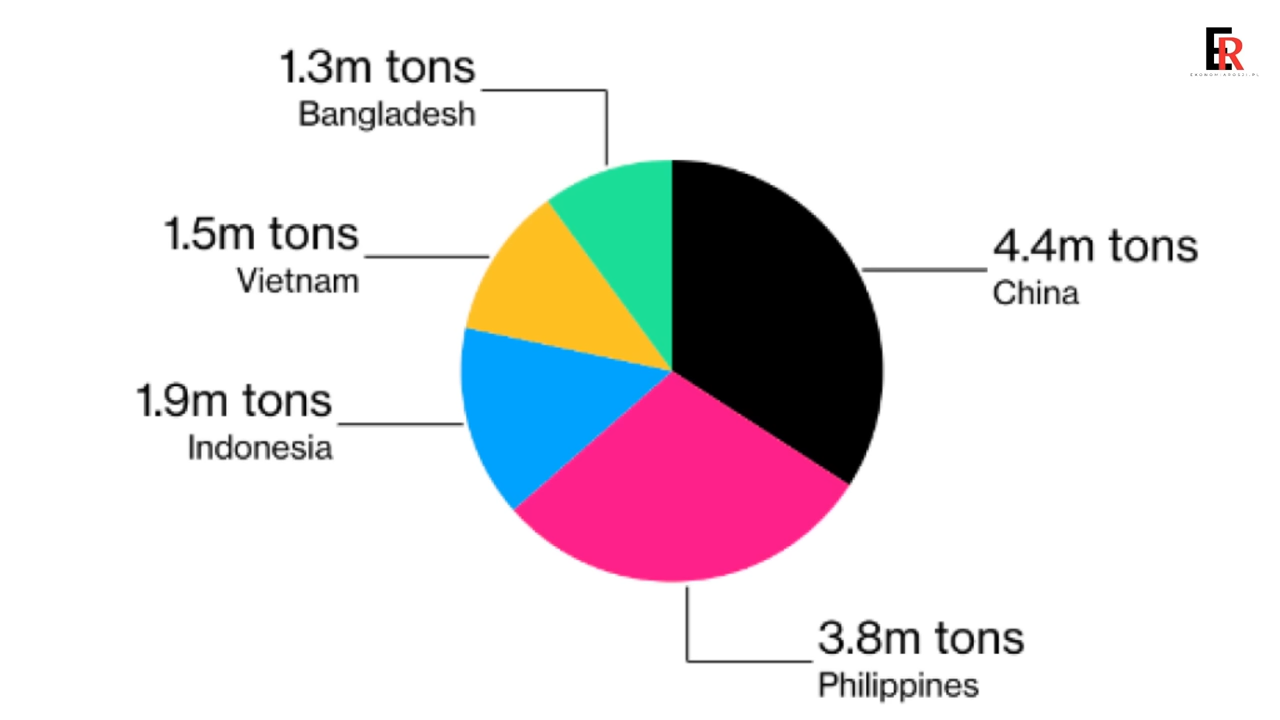 1.3m tons
Bangladesh
1.5m tons
Vietnam
1.9m tons
Indonesia
4.4m tons
China
3.8m tons
Philippines
ER